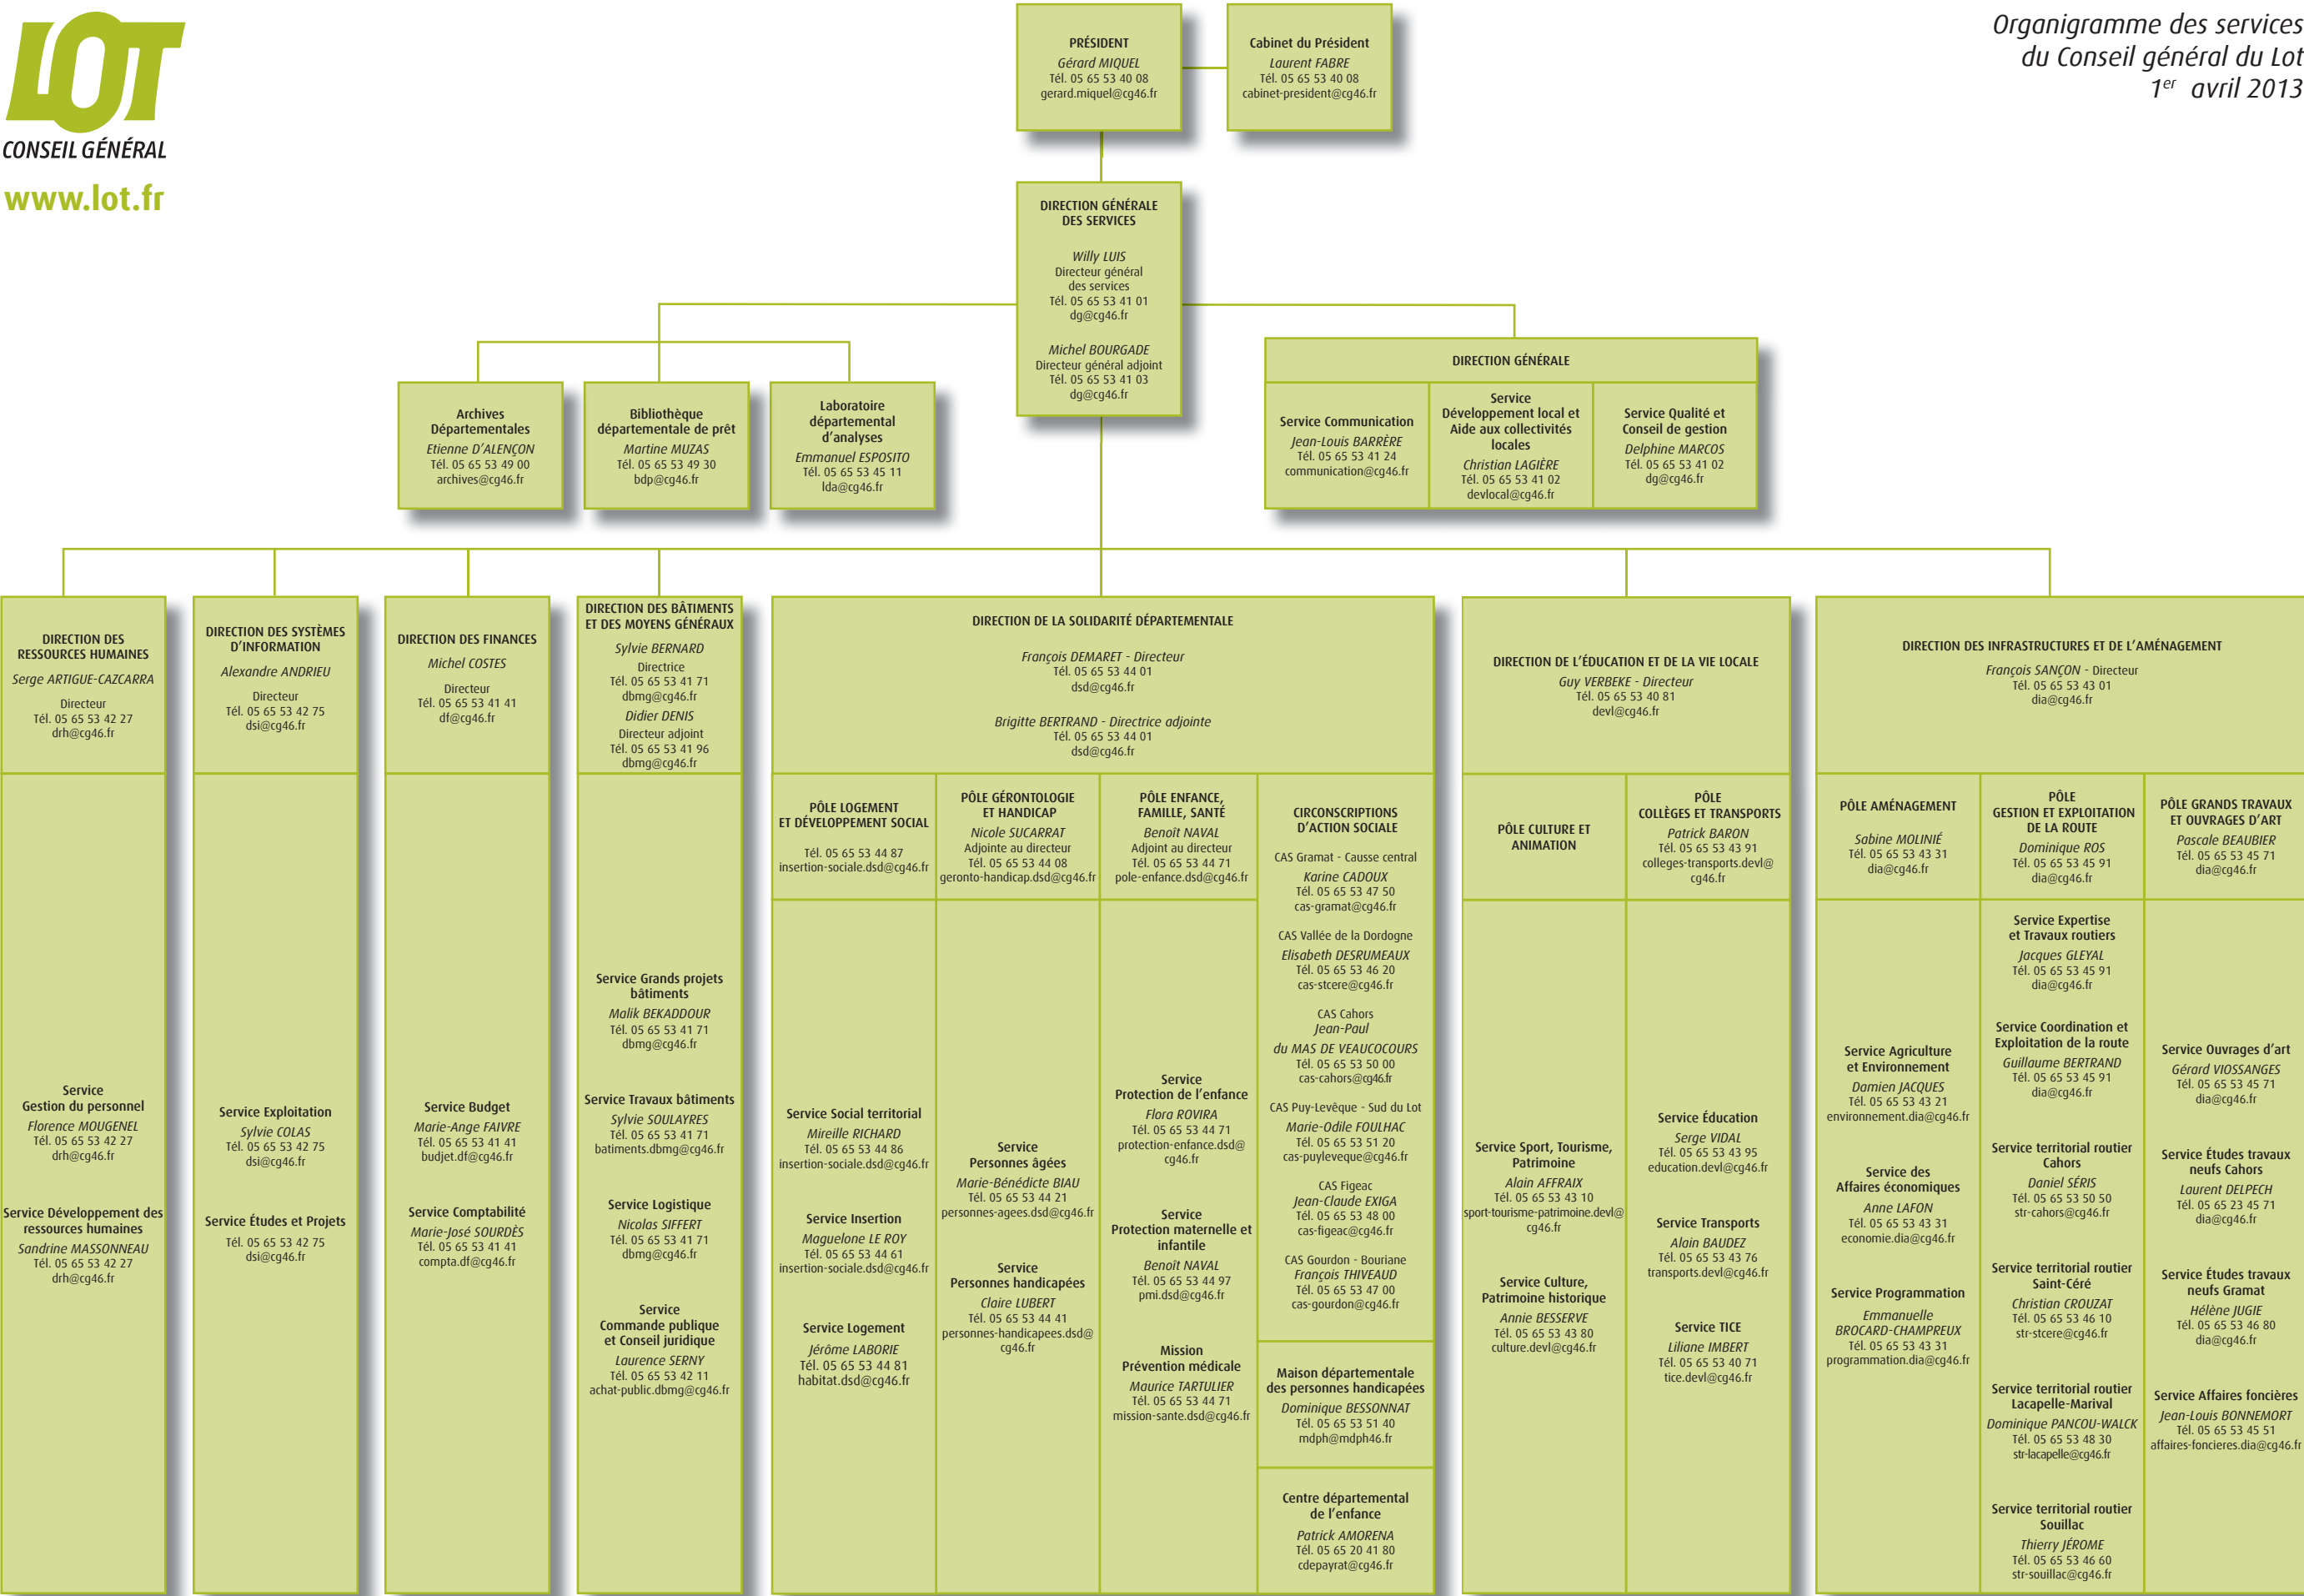 LOT
CONSEIL GÉNÉRAL
www.lot.fr
Organigramme des services
du Conseil général du Lot
1er avril 2013
PRÉSIDENT
Gérard MIQUEL
Tél. 05 65 53 40 08
gerard.miquel@cg46.fr
Cabinet du Président
Laurent FABRE
Tél. 05 65 53 40 08
cabinet-president@cg46.fr
DIRECTION GÉNÉRALE
DES SERVICES
Willy LUIS
Directeur général
des services
Tél. 05 65 53 41 01
dg@cg46.fr
Michel BOURGADE
Directeur général adjoint
Tél. 05 65 53 41 03
dg@cg46.fr
Archives
Départementales
Etienne D'ALENÇON
Tél. 05 65 53 49 00
archives@cg46.fr
Bibliothèque
départementale de prêt
Martine MUZAS
Tél. 05 65 53 49 30
bdp@cg46.fr
Laboratoire
départemental
d'analyses
Emmanuel ESPOSITO
Tél. 05 65 53 45 11
lda@cg46.fr
DIRECTION GÉNÉRALE
Service Communication
Jean-Louis BARRÈRE
Tél. 05 65 53 41 24
communication@cg46.fr
Service
Développement local et
Aide aux collectivités
locales
Christian LAGIÈRE
Tél. 05 65 53 41 02
devlocal@cg46.fr
Service Qualité et
Conseil de gestion
Delphine MARCOS
Tél. 05 65 53 41 02
dg@cg46.fr
DIRECTION DES
RESSOURCES HUMAINES
Serge ARTIGUE-CAZCARRA
Directeur
Tél. 05 65 53 42 27
drh@cg46.fr
Service
Gestion du personnel
Florence MOUGENEL
Tél. 05 65 53 42 27
drh@cg46.fr
Service Développement des
ressources humaines
Sandrine MASSONNEAU
Tél. 05 65 53 42 27
drh@cg46.fr
DIRECTION DES SYSTÈMES
D'INFORMATION
Alexandre ANDRIEU
Directeur
Tél. 05 65 53 42 75
dsi@cg46.fr
Service Exploitation
Sylvie COLAS
Tél. 05 65 53 42 75
dsi@cg46.fr
Service Études et Projets
Tél. 05 65 53 42 75
dsi@cg46.fr
DIRECTION DES FINANCES
Michel COSTES
Directeur
Tél. 05 65 53 41 41
df@cg46.fr
Service Budget
Marie-Ange FAIVRE
Tél. 05 65 53 41 41
budjet.df@cg46.fr
Service Comptabilité
Marie-José SOURDÈS
Tél. 05 65 53 41 41
compta.df@cg46.fr
DIRECTION DES BÂTIMENTS
ET DES MOYENS GÉNÉRAUX
Sylvie BERNARD
Directrice
Tél. 05 65 53 41 71
dbmg@cg46.fr
Didier DENIS
Directeur adjoint
Tél. 05 65 53 41 96
dbmg@cg46.fr
Service Grands projets
bâtiments
Malik BEKADDOUR
Tél. 05 65 53 41 71
dbmg@cg46.fr
Service Travaux bâtiments
Sylvie SOULAYRES
Tél. 05 65 53 41 71
batiments.dbmg@cg46.fr
Service Logistique
Nicolas SIFFERT
Tél. 05 65 53 41 71
dbmg@cg46.fr
Service
Commande publique
et Conseil juridique
Laurence SERNY
Tél. 05 65 53 42 11
achat-public.dbmg@cg46.fr
DIRECTION DE LA SOLIDARITÉ DÉPARTEMENTALE
François DEMARET - Directeur
Tél. 05 65 53 44 01
dsd@cg46.fr
Brigitte BERTRAND - Directrice adjointe
Tél. 05 65 53 44 01
dsd@cg46.fr
PÔLE LOGEMENT
ET DÉVELOPPEMENT SOCIAL
Tél. 05 65 53 44 87
insertion-sociale.dsd@cg46.fr
Service Social territorial
Mireille RICHARD
Tél. 05 65 53 44 86
insertion-sociale.dsd@cg46.fr
Service Insertion
Maguelone LE ROY
Tél. 05 65 53 44 61
insertion-sociale.dsd@cg46.fr
Service Logement
Jérôme LABORIE
Tél. 05 65 53 44 81
habitat.dsd@cg46.fr
PÔLE GÉRONTOLOGIE
ET HANDICAP
Nicole SUCARRAT
Adjointe au directeur
Tél. 05 65 53 44 08
geronto-handicap.dsd@cg46.fr
Service
Personnes âgées
Marie-Bénédicte BIAU
Tél. 05 65 53 44 21
personnes-agees.dsd@cg46.fr
Service
Personnes handicapées
Claire LUBERT
Tél. 05 65 53 44 41
personnes-handicapees.dsd@
cg46.fr
PÔLE ENFANCE,
FAMILLE, SANTÉ
Benoît NAVAL
Adjoint au directeur
Tél. 05 65 53 44 71
pole-enfance.dsd@cg46.fr
Service
Protection de l'enfance
Flora ROVIRA
Tél. 05 65 53 44 71
protection-enfance.dsd@
cg46.fr
Service
Protection maternelle et
infantile
Benoît NAVAL
Tél. 05 65 53 44 97
pmi.dsd@cg46.fr
Mission
Prévention médicale
Maurice TARTULIER
Tél. 05 65 53 44 71
mission-sante.dsd@cg46.fr
CIRCONSCRIPTIONS
D'ACTION SOCIALE
CAS Gramat - Causse central
Karine CADOUX
Tél. 05 65 53 47 50
cas-gramat@cg46.fr
CAS Vallée de la Dordogne
Elisabeth DESRUMEAUX
Tél. 05 65 53 46 20
cas-stcere@cg46.fr
CAS Cahors
Jean-Paul
du MAS DE VEAUCOCOURS
Tél. 05 65 53 50 00
cas-cahors@cg46.fr
CAS Puy-Levêque - Sud du Lot
Marie-Odile FOULHAC
Tél. 05 65 53 51 20
cas-puyleveque@cg46.fr
CAS Figeac
Jean-Claude EXIGA
Tél. 05 65 53 48 00
cas-figeac@cg46.fr
CAS Gourdon - Bouriane
François THIVEAUD
Tél. 05 65 53 47 00
cas-gourdon@cg46.fr
Maison départementale
des personnes handicapées
Dominique BESSONNAT
Tél. 05 65 53 51 40
mdph@mdph46.fr
Centre départemental
de l'enfance
Patrick AMORENA
Tél. 05 65 20 41 80
cdepayrat@cg46.fr
DIRECTION DE L'ÉDUCATION ET DE LA VIE LOCALE
Guy VERBEKE - Directeur
Tél. 05 65 53 40 81
devl@cg46.fr
PÔLE CULTURE ET
ANIMATION
Service Sport, Tourisme,
Patrimoine
Alain AFFRAIX
Tél. 05 65 53 43 10
sport-tourisme-patrimoine.devl@
cg46.fr
Service Culture,
Patrimoine historique
Annie BESSERVE
Tél. 05 65 53 43 80
culture.devl@cg46.fr
PÔLE
COLLÈGES ET TRANSPORTS
Patrick BARON
Tél. 05 65 53 43 91
colleges-transports.devl@
cg46.fr
Service Éducation
Serge VIDAL
Tél. 05 65 53 43 95
education.devl@cg46.fr
Service Transports
Alain BAUDEZ
Tél. 05 65 53 43 76
transports.devl@cg46.fr
Service TICE
Liliane IMBERT
Tél. 05 65 53 40 71
tice.devl@cg46.fr
DIRECTION DES INFRASTRUCTURES ET DE L'AMÉNAGEMENT
François SANÇON - Directeur
Tél. 05 65 53 43 01
dia@cg46.fr
PÔLE AMÉNAGEMENT
Sabine MOLINIÉ
Tél. 05 65 53 43 31
dia@cg46.fr
Service Agriculture
et Environnement
Damien JACQUES
Tél. 05 65 53 43 21
environnement.dia@cg46.fr
Service des
Affaires économiques
Anne LAFON
Tél. 05 65 53 43 31
economie.dia@cg46.fr
Service Programmation
Emmanuelle
BROCARD-CHAMPREUX
Tél. 05 65 53 43 31
programmation.dia@cg46.fr
PÔLE
GESTION ET EXPLOITATION
DE LA ROUTE
Dominique ROS
Tél. 05 65 53 45 91
dia@cg46.fr
Service Expertise
et Travaux routiers
Jacques GLEYAL
Tél. 05 65 53 45 91
dia@cg46.fr
Service Coordination et
Exploitation de la route
Guillaume BERTRAND
Tél. 05 65 53 45 91
dia@cg46.fr
Service territorial routier
Cahors
Daniel SÉRIS
Tél. 05 65 53 50 50
str-cahors@cg46.fr
Service territorial routier
Saint-Céré
Christian CROUZAT
Tél. 05 65 53 46 10
str-stcere@cg46.fr
Service territorial routier
Lacapelle-Marival
Dominique PANCOU-WALCK
Tél. 05 65 53 48 30
str-lacapelle@cg46.fr
Service territorial routier
Souillac
Thierry JÉROME
Tél. 05 65 53 46 60
str-souillac@cg46.fr
PÔLE GRANDS TRAVAUX
ET OUVRAGES D'ART
Pascale BEAUBIER
Tél. 05 65 53 45 71
dia@cg46.fr
Service Ouvrages d'art
Gérard VIOSSANGES
Tél. 05 65 53 45 71
dia@cg46.fr
Service Études travaux
neufs Cahors
Laurent DELPECH
Tél. 05 65 23 45 71
dia@cg46.fr
Service Études travaux
neufs Gramat
Hélène JUGIE
Tél. 05 65 53 46 80
dia@cg46.fr
Service Affaires foncières
Jean-Louis BONNEMORT
Tél. 05 65 53 45 51
affaires-foncieres.dia@cg46.fr